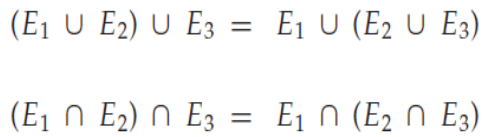 (E₁ ∪ E₂) ∪ E₃ = E₁ ∪ (E₂ ∪ E₃)
(E₁ ∩ E₂) ∩ E₃ = E₁ ∩ (E₂ ∩ E₃)